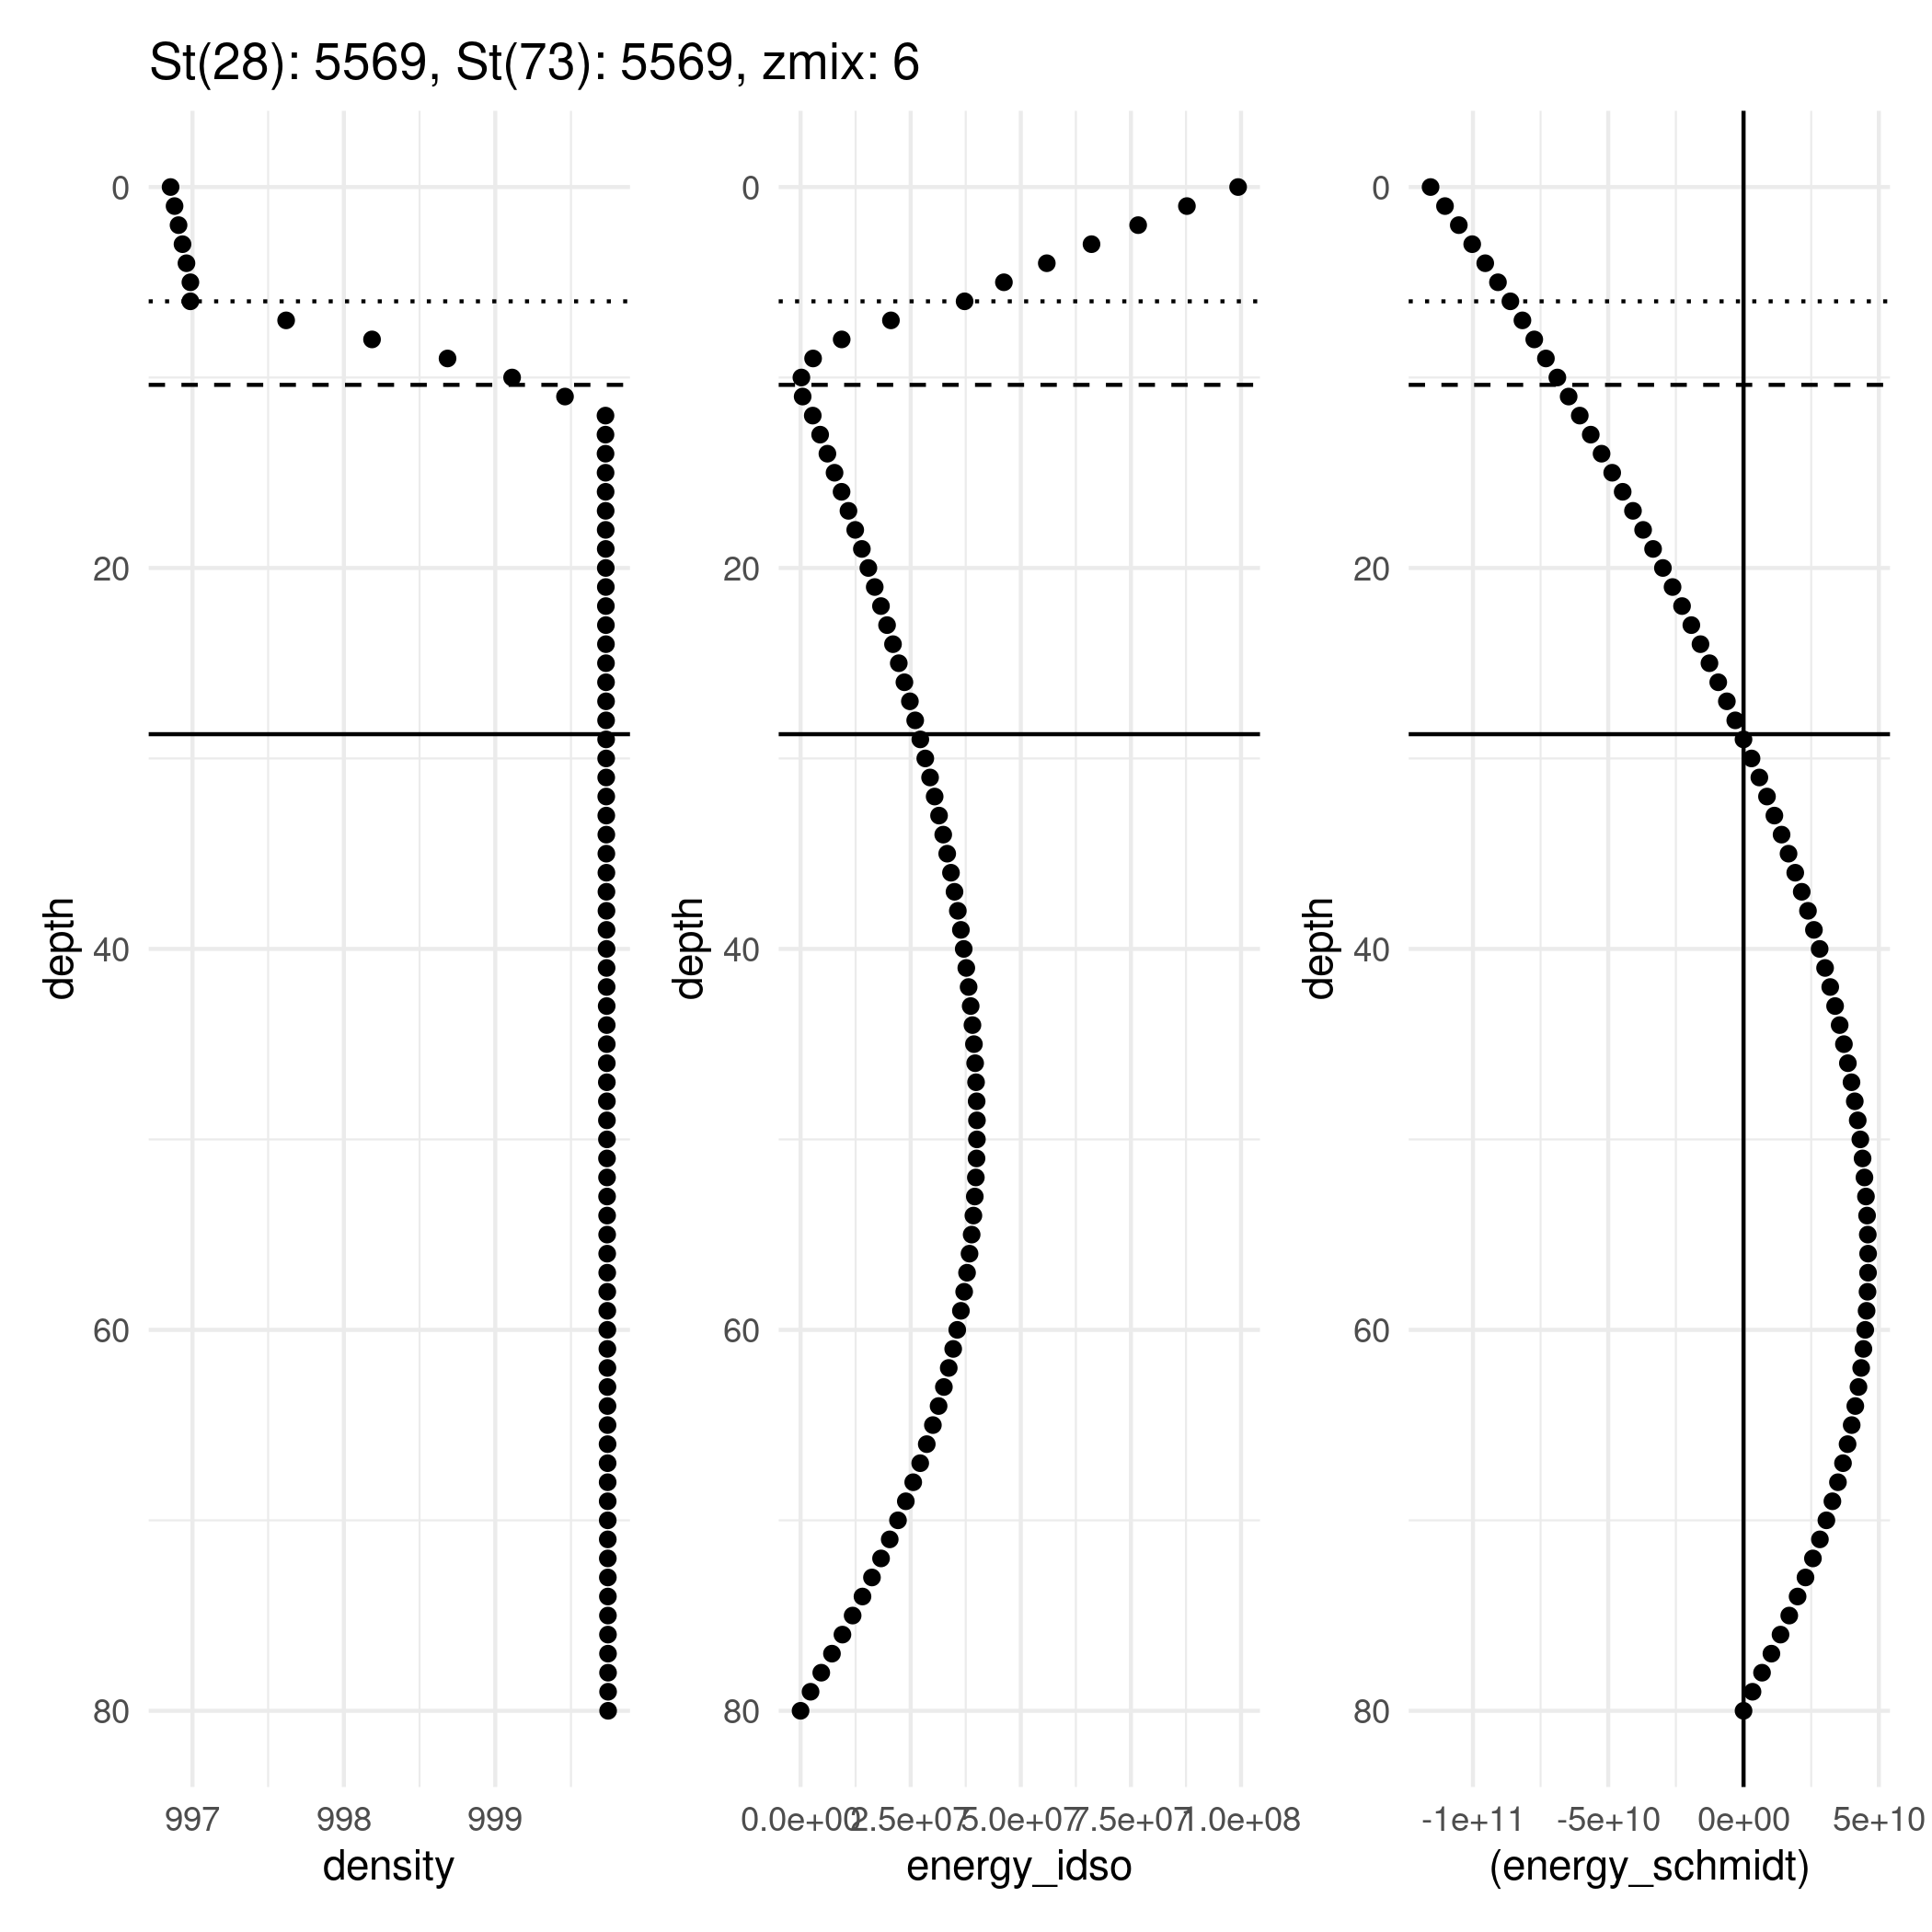 St(28): 5569, St(73): 5569, zmix: 6
depth
0
20
40
60
80
997 998 999
density
depth
0
20
40
60
80
0.0e+00 2.5e+07 5.0e+07 7.5e+07 1.0e+08
energy_idso
depth
0
20
40
60
80
-1e+11 -5e+10 0e+00 5e+10
(energy_schmidt)